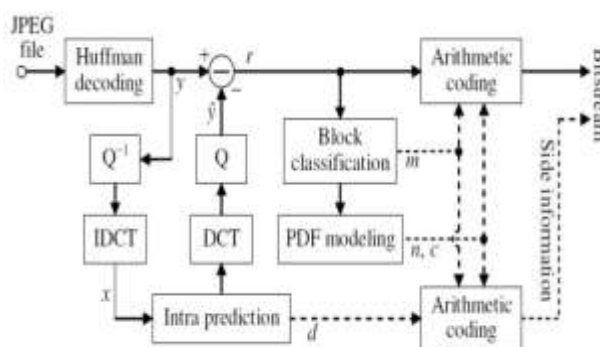 JPEG
file
Huffman
decoding
y
+
−
−
r
ŷ
Arithmetic
coding
Bitstream
Q⁻¹
Q
Block
classification
m
Side information
IDCT
DCT
PDF modeling
n, c
x
Intra prediction
d
Arithmetic
coding